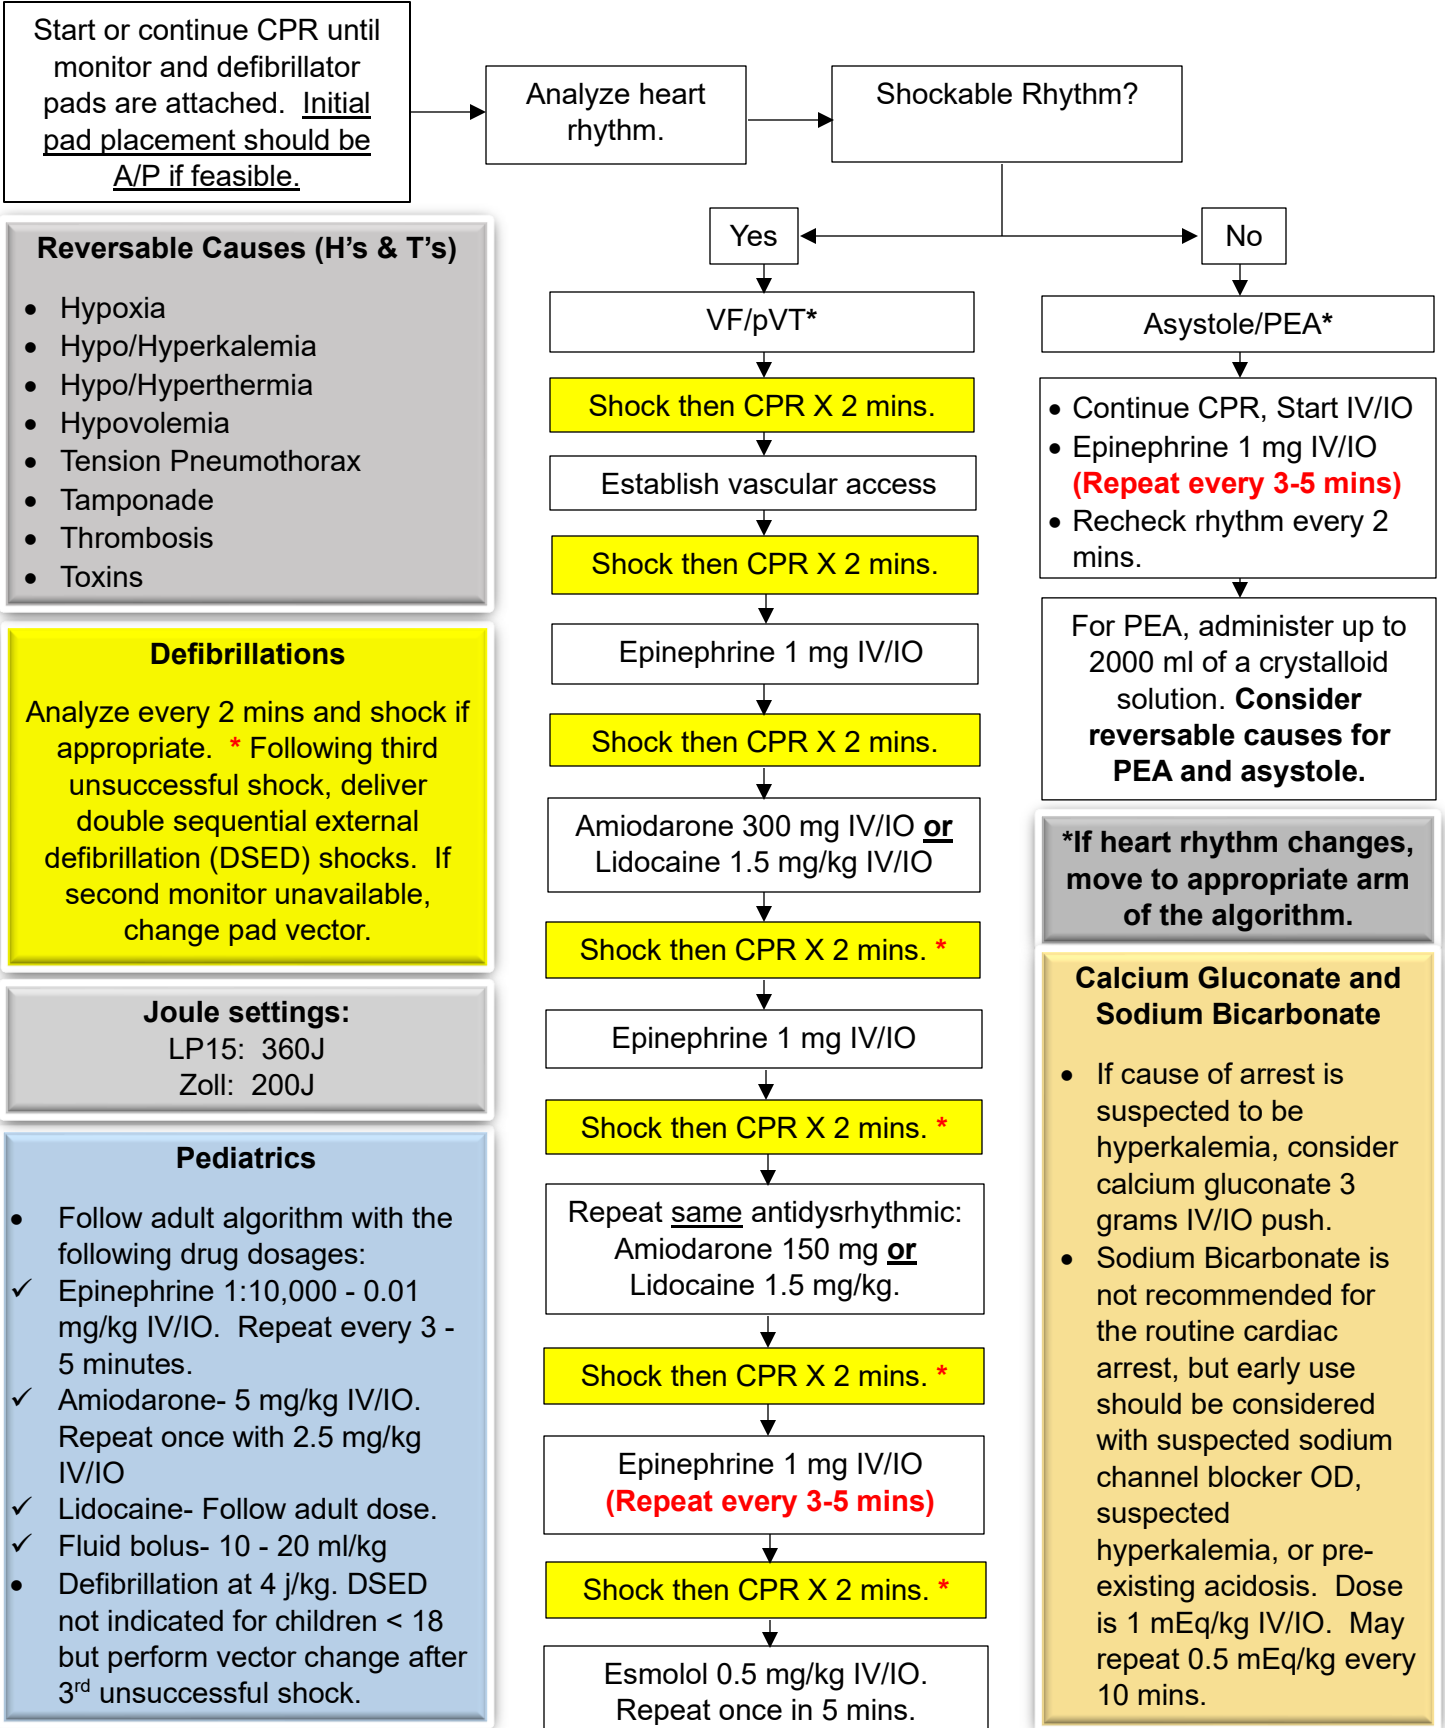 Start or continue CPR until
monitor and defibrillator
pads are attached.  Initial
pad placement should be
A/P if feasible.
Analyze heart
rhythm.
Shockable Rhythm?
Yes
No
Reversable Causes (H's & T's)
• Hypoxia
• Hypo/Hyperkalemia
• Hypo/Hyperthermia
• Hypovolemia
• Tension Pneumothorax
• Tamponade
• Thrombosis
• Toxins
Defibrillations
Analyze every 2 mins and shock if
appropriate.  * Following third
unsuccessful shock, deliver
double sequential external
defibrillation (DSED) shocks.  If
second monitor unavailable,
change pad vector.
Joule settings:
LP15:  360J
Zoll:  200J
Pediatrics
• Follow adult algorithm with the
following drug dosages:
✓ Epinephrine 1:10,000 - 0.01
mg/kg IV/IO.  Repeat every 3 -
5 minutes.
✓ Amiodarone- 5 mg/kg IV/IO.
Repeat once with 2.5 mg/kg
IV/IO
✓ Lidocaine- Follow adult dose.
✓ Fluid bolus- 10 - 20 ml/kg
• Defibrillation at 4 j/kg. DSED
not indicated for children < 18
but perform vector change after
3rd unsuccessful shock.
VF/pVT*
Shock then CPR X 2 mins.
Establish vascular access
Shock then CPR X 2 mins.
Epinephrine 1 mg IV/IO
Shock then CPR X 2 mins.
Amiodarone 300 mg IV/IO or
Lidocaine 1.5 mg/kg IV/IO
Shock then CPR X 2 mins. *
Epinephrine 1 mg IV/IO
Shock then CPR X 2 mins. *
Repeat same antidysrhythmic:
Amiodarone 150 mg or
Lidocaine 1.5 mg/kg.
Shock then CPR X 2 mins. *
Epinephrine 1 mg IV/IO
(Repeat every 3-5 mins)
Shock then CPR X 2 mins. *
Esmolol 0.5 mg/kg IV/IO.
Repeat once in 5 mins.
Asystole/PEA*
• Continue CPR, Start IV/IO
• Epinephrine 1 mg IV/IO
(Repeat every 3-5 mins)
• Recheck rhythm every 2
mins.
For PEA, administer up to
2000 ml of a crystalloid
solution. Consider
reversable causes for
PEA and asystole.
*If heart rhythm changes,
move to appropriate arm
of the algorithm.
Calcium Gluconate and
Sodium Bicarbonate
• If cause of arrest is
suspected to be
hyperkalemia, consider
calcium gluconate 3
grams IV/IO push.
• Sodium Bicarbonate is
not recommended for
the routine cardiac
arrest, but early use
should be considered
with suspected sodium
channel blocker OD,
suspected
hyperkalemia, or pre-
existing acidosis.  Dose
is 1 mEq/kg IV/IO.  May
repeat 0.5 mEq/kg every
10 mins.